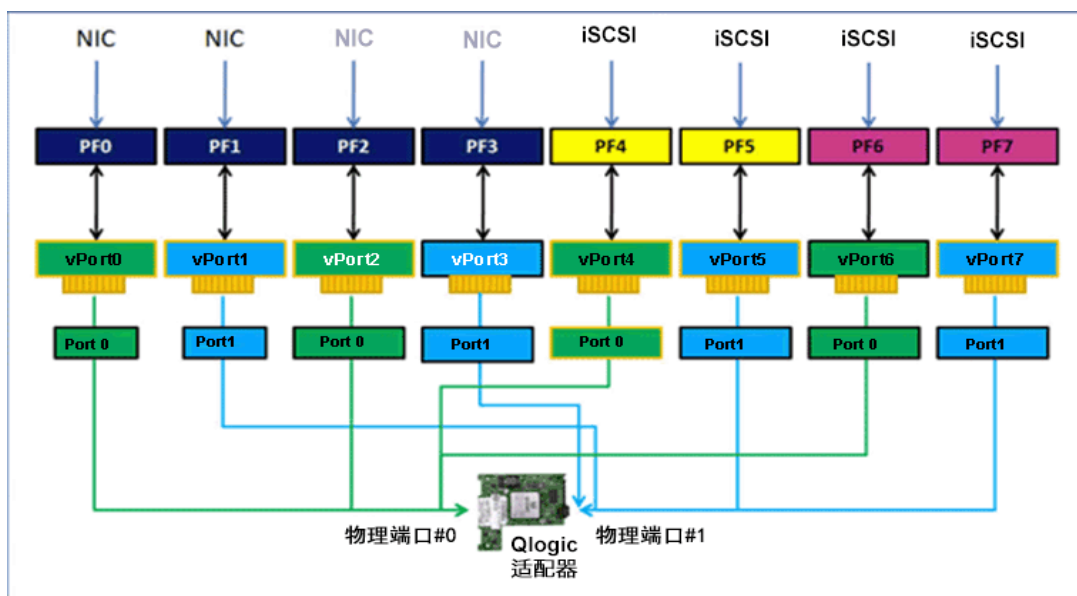 NIC NIC NIC NIC iSCSI iSCSI iSCSI iSCSI
PF0 PF1 PF2 PF3 PF4 PF5 PF6 PF7
vPort0 vPort1 vPort2 vPort3 vPort4 vPort5 vPort6 vPort7
Port 0 Port1 Port 0 Port1 Port 0 Port1 Port 0 Port1
物理端口#0 物理端口#1
Qlogic
适配器